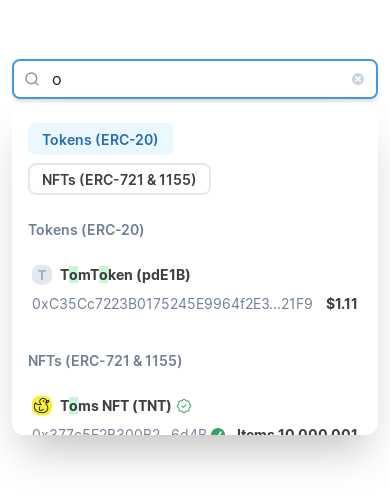 o
Tokens (ERC-20)
NFTs (ERC-721 & 1155)
Tokens (ERC-20)
T TomToken (pdE1B)
0xC35Cc7223B0175245E9964f2E3...21F9 $1.11
NFTs (ERC-721 & 1155)
Toms NFT (TNT)
0x377c5F2B300B2...6d4B Items 10,000,001